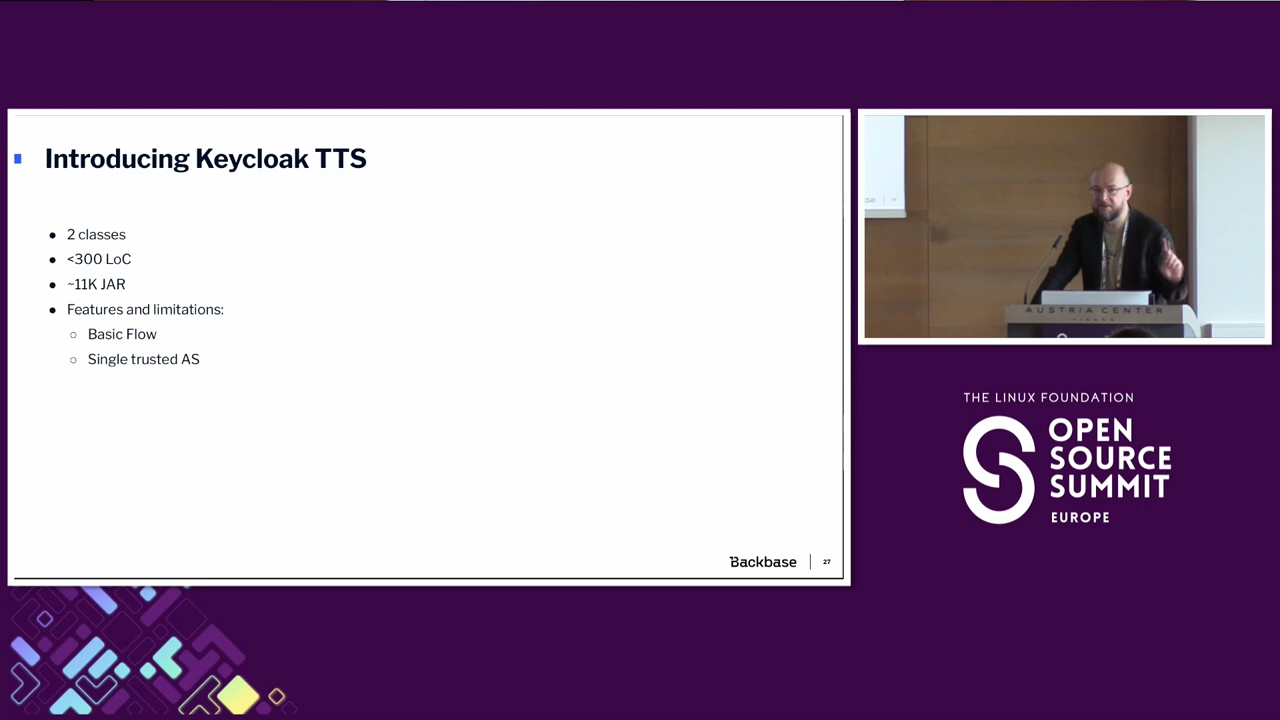 Introducing Keycloak TTS
● 2 classes
● <300 LoC
● ~11K JAR
● Features and limitations:
○ Basic Flow
○ Single trusted AS
Backbase
27
AUSTRIA CENTER
THE LINUX FOUNDATION
OPEN
SOURCE
SUMMIT
EUROPE